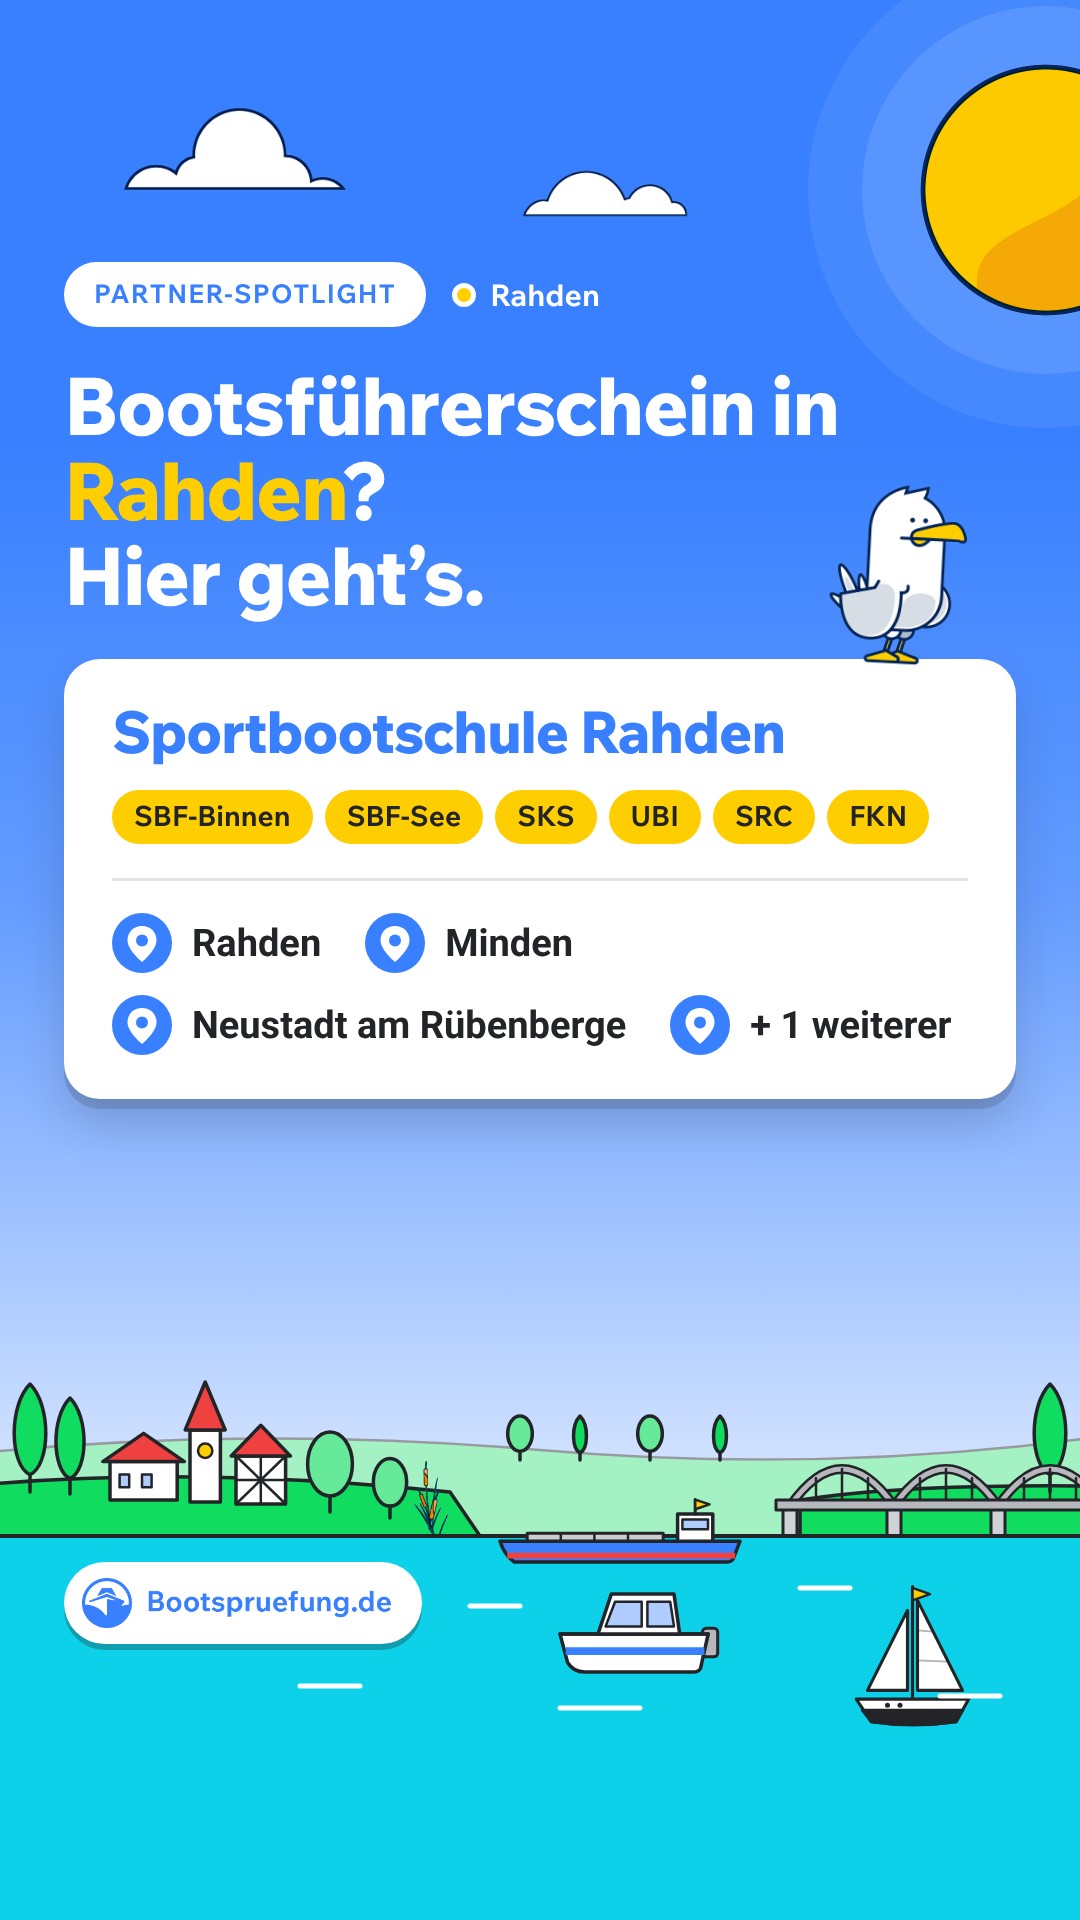 PARTNER-SPOTLIGHT Rahden
Bootsführerschein in
Rahden?
Hier geht’s.
Sportbootschule Rahden
SBF-Binnen SBF-See SKS UBI SRC FKN
Rahden Minden
Neustadt am Rübenberge + 1 weiterer
Bootspruefung.de